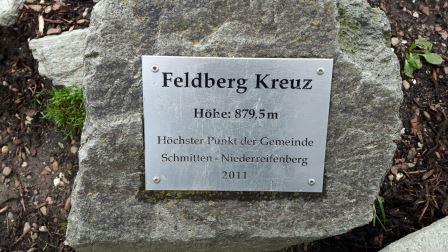 Feldberg Kreuz
Höhe: 879,5m
Höchster Punkt der Gemeinde
Schmitten - Niederreifenberg
2011